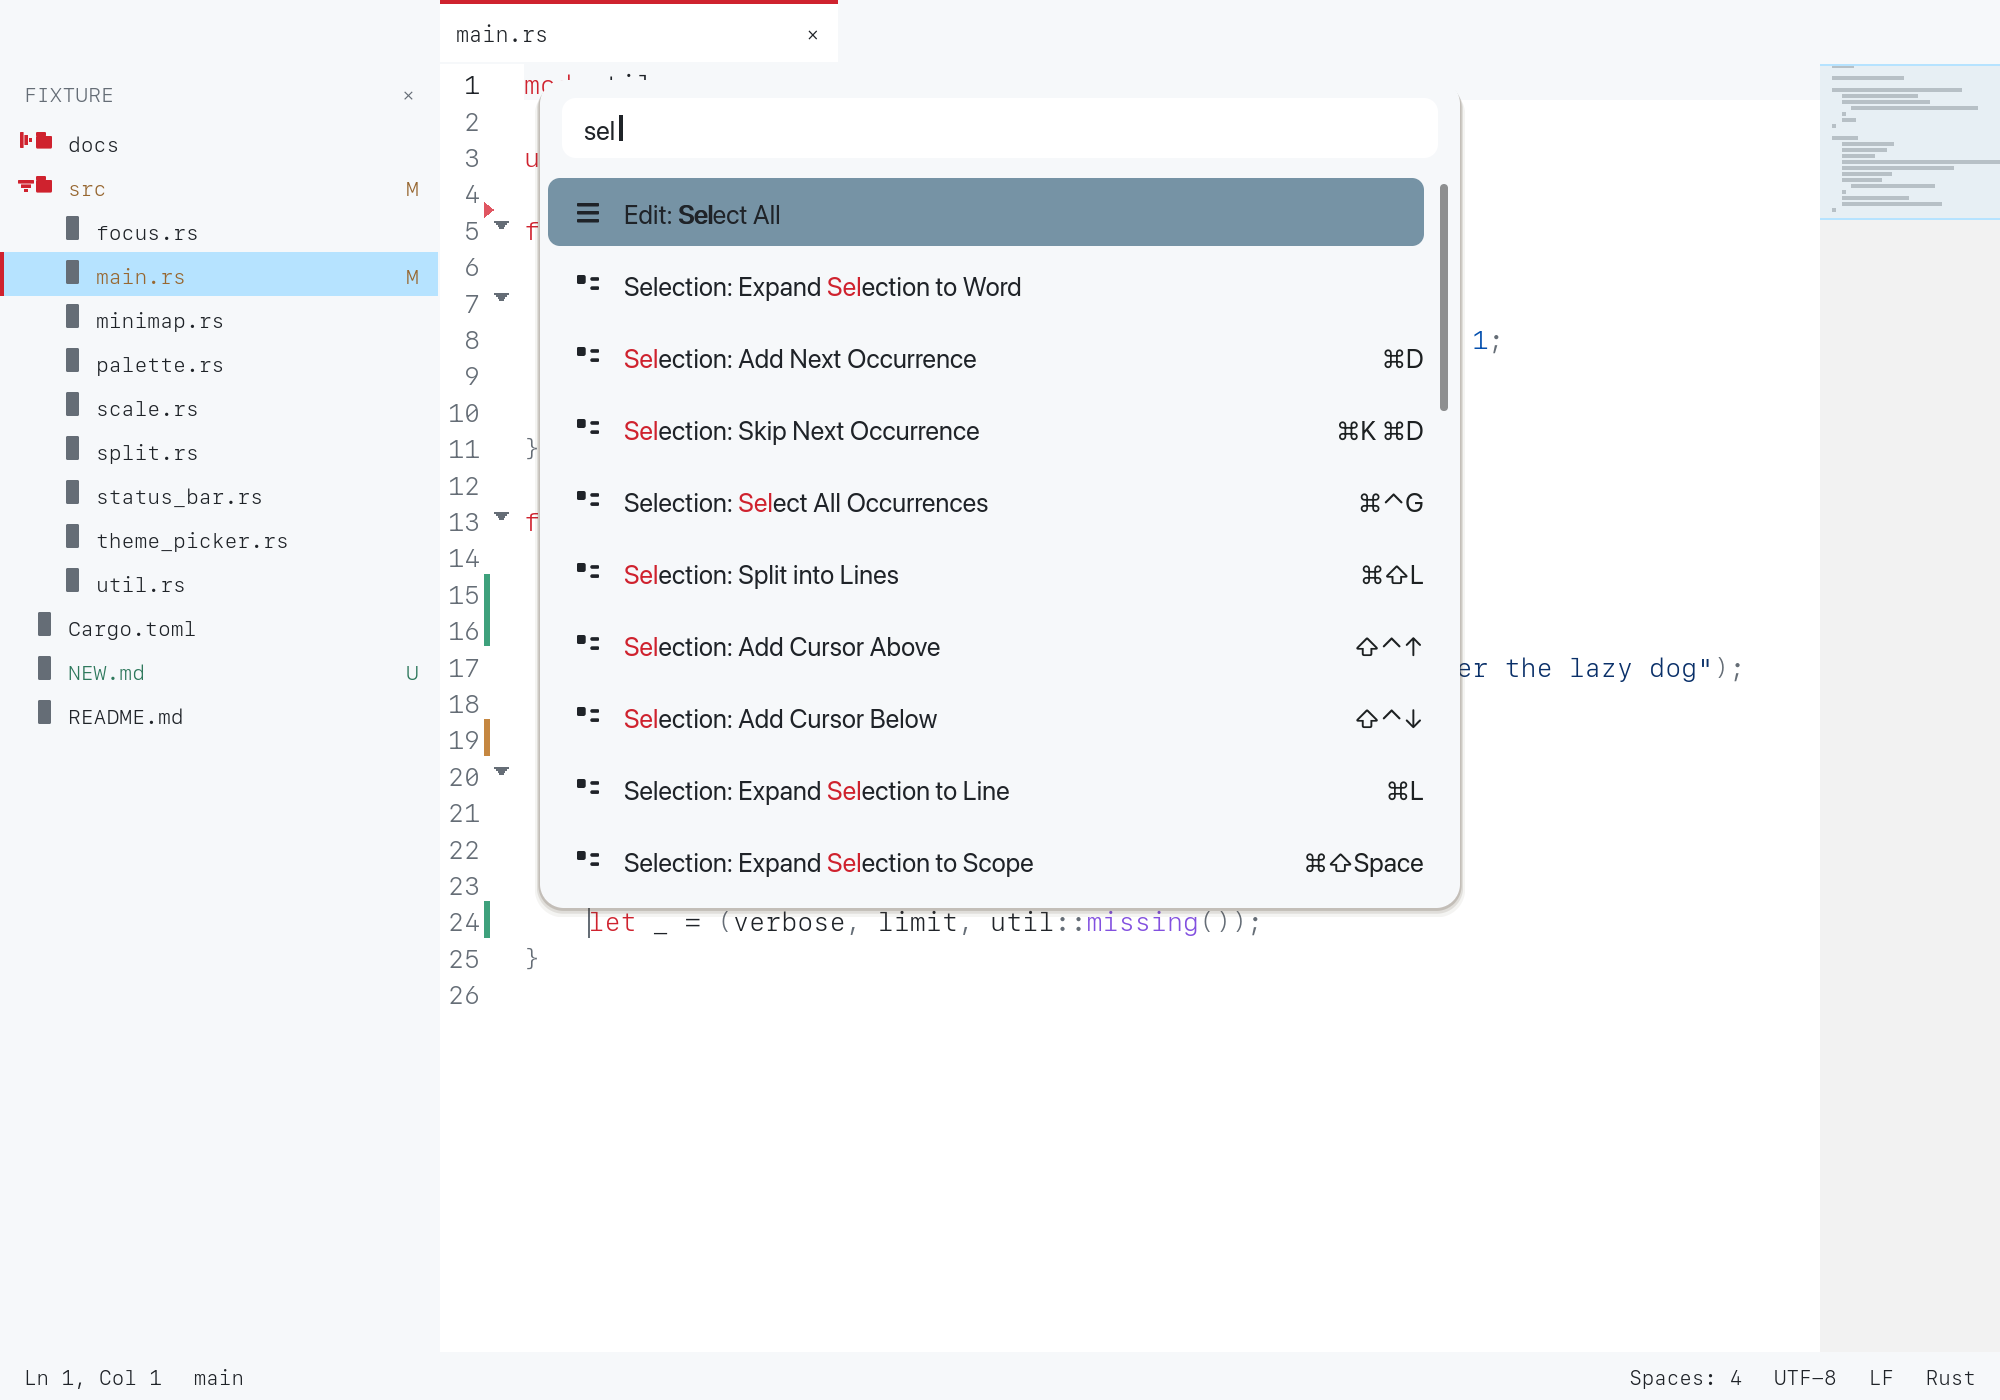 main.rs ×
FIXTURE ×
docs
src M
focus.rs
main.rs M
minimap.rs
palette.rs
scale.rs
split.rs
status_bar.rs
theme_picker.rs
util.rs
Cargo.toml
NEW.md U
README.md
1
2
3 u
4
5 f
6
7
8 1;
9
10
11 }
12
13 f
14
15
16
17 er the lazy dog");
18
19
20
21
22
23
24 let _ = (verbose, limit, util::missing());
25 }
26
sel
Edit: Select All
Selection: Expand Selection to Word
Selection: Add Next Occurrence ⌘D
Selection: Skip Next Occurrence ⌘K ⌘D
Selection: Select All Occurrences ⌘^G
Selection: Split into Lines ⌘⇧L
Selection: Add Cursor Above ⇧^↑
Selection: Add Cursor Below ⇧^↓
Selection: Expand Selection to Line ⌘L
Selection: Expand Selection to Scope ⌘⇧Space
Ln 1, Col 1 main
Spaces: 4 UTF-8 LF Rust